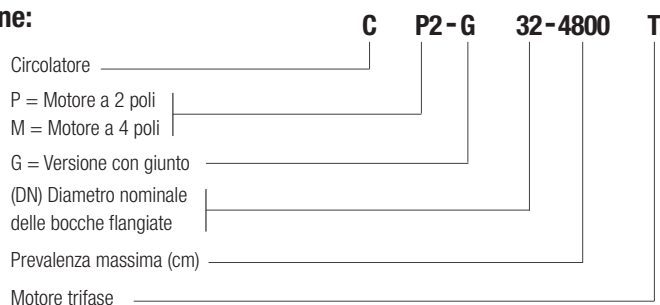 ne:
C P2-G 32-4800 T
Circolatore
P = Motore a 2 poli
M = Motore a 4 poli
G = Versione con giunto
(DN) Diametro nominale
delle bocche flangiate
Prevalenza massima (cm)
Motore trifase